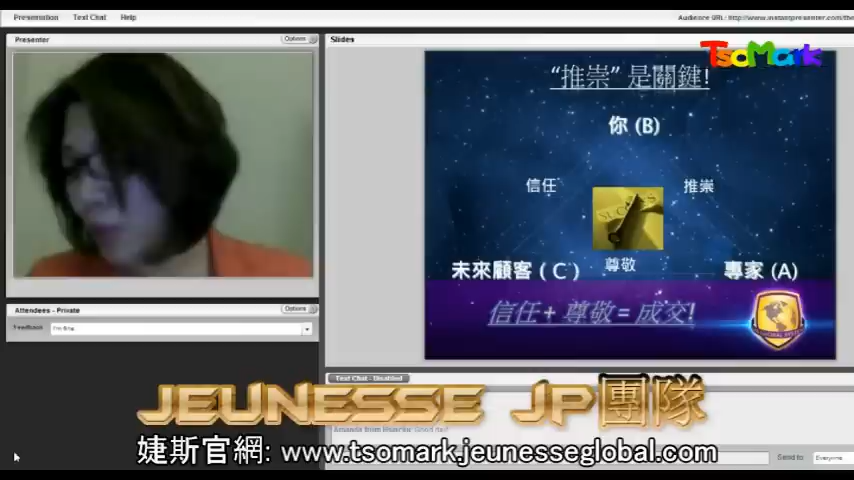 Presentation Text Chat Help
Audience URL: http://www.instantpresenter.com/the
Presenter
Options
Slides
TsoMark
“推崇” 是關鍵!
你 (B)
信任
推崇
SUCCESS
未來顧客 ( C )
尊敬
專家 (A)
信任 + 尊敬 = 成交!
Attendees - Private
Options
Feedback
I'm fine
Text Chat - Disabled
JEUNESSE JP團隊
Good day!
婕斯官網: www.tsomark.jeunesseglobal.com
Send to:
Everyone